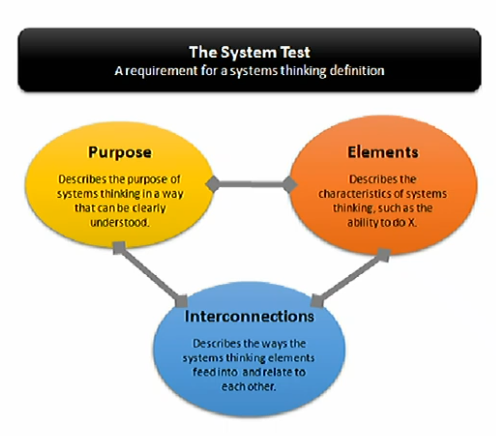 The System Test
A requirement for a systems thinking definition
Purpose
Describes the purpose of
systems thinking in a way
that can be clearly
understood.
Elements
Describes the
characteristics of systems
thinking, such as the
ability to do X.
Interconnections
Describes the ways the
systems thinking elements
feed into and relate to
each other.